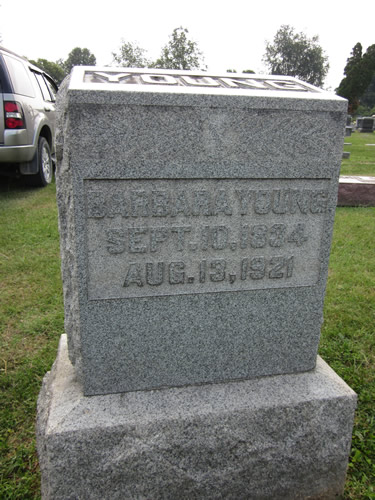 YOUNG
BARBARA YOUNG
SEPT. 10, 1834
AUG. 13, 1921